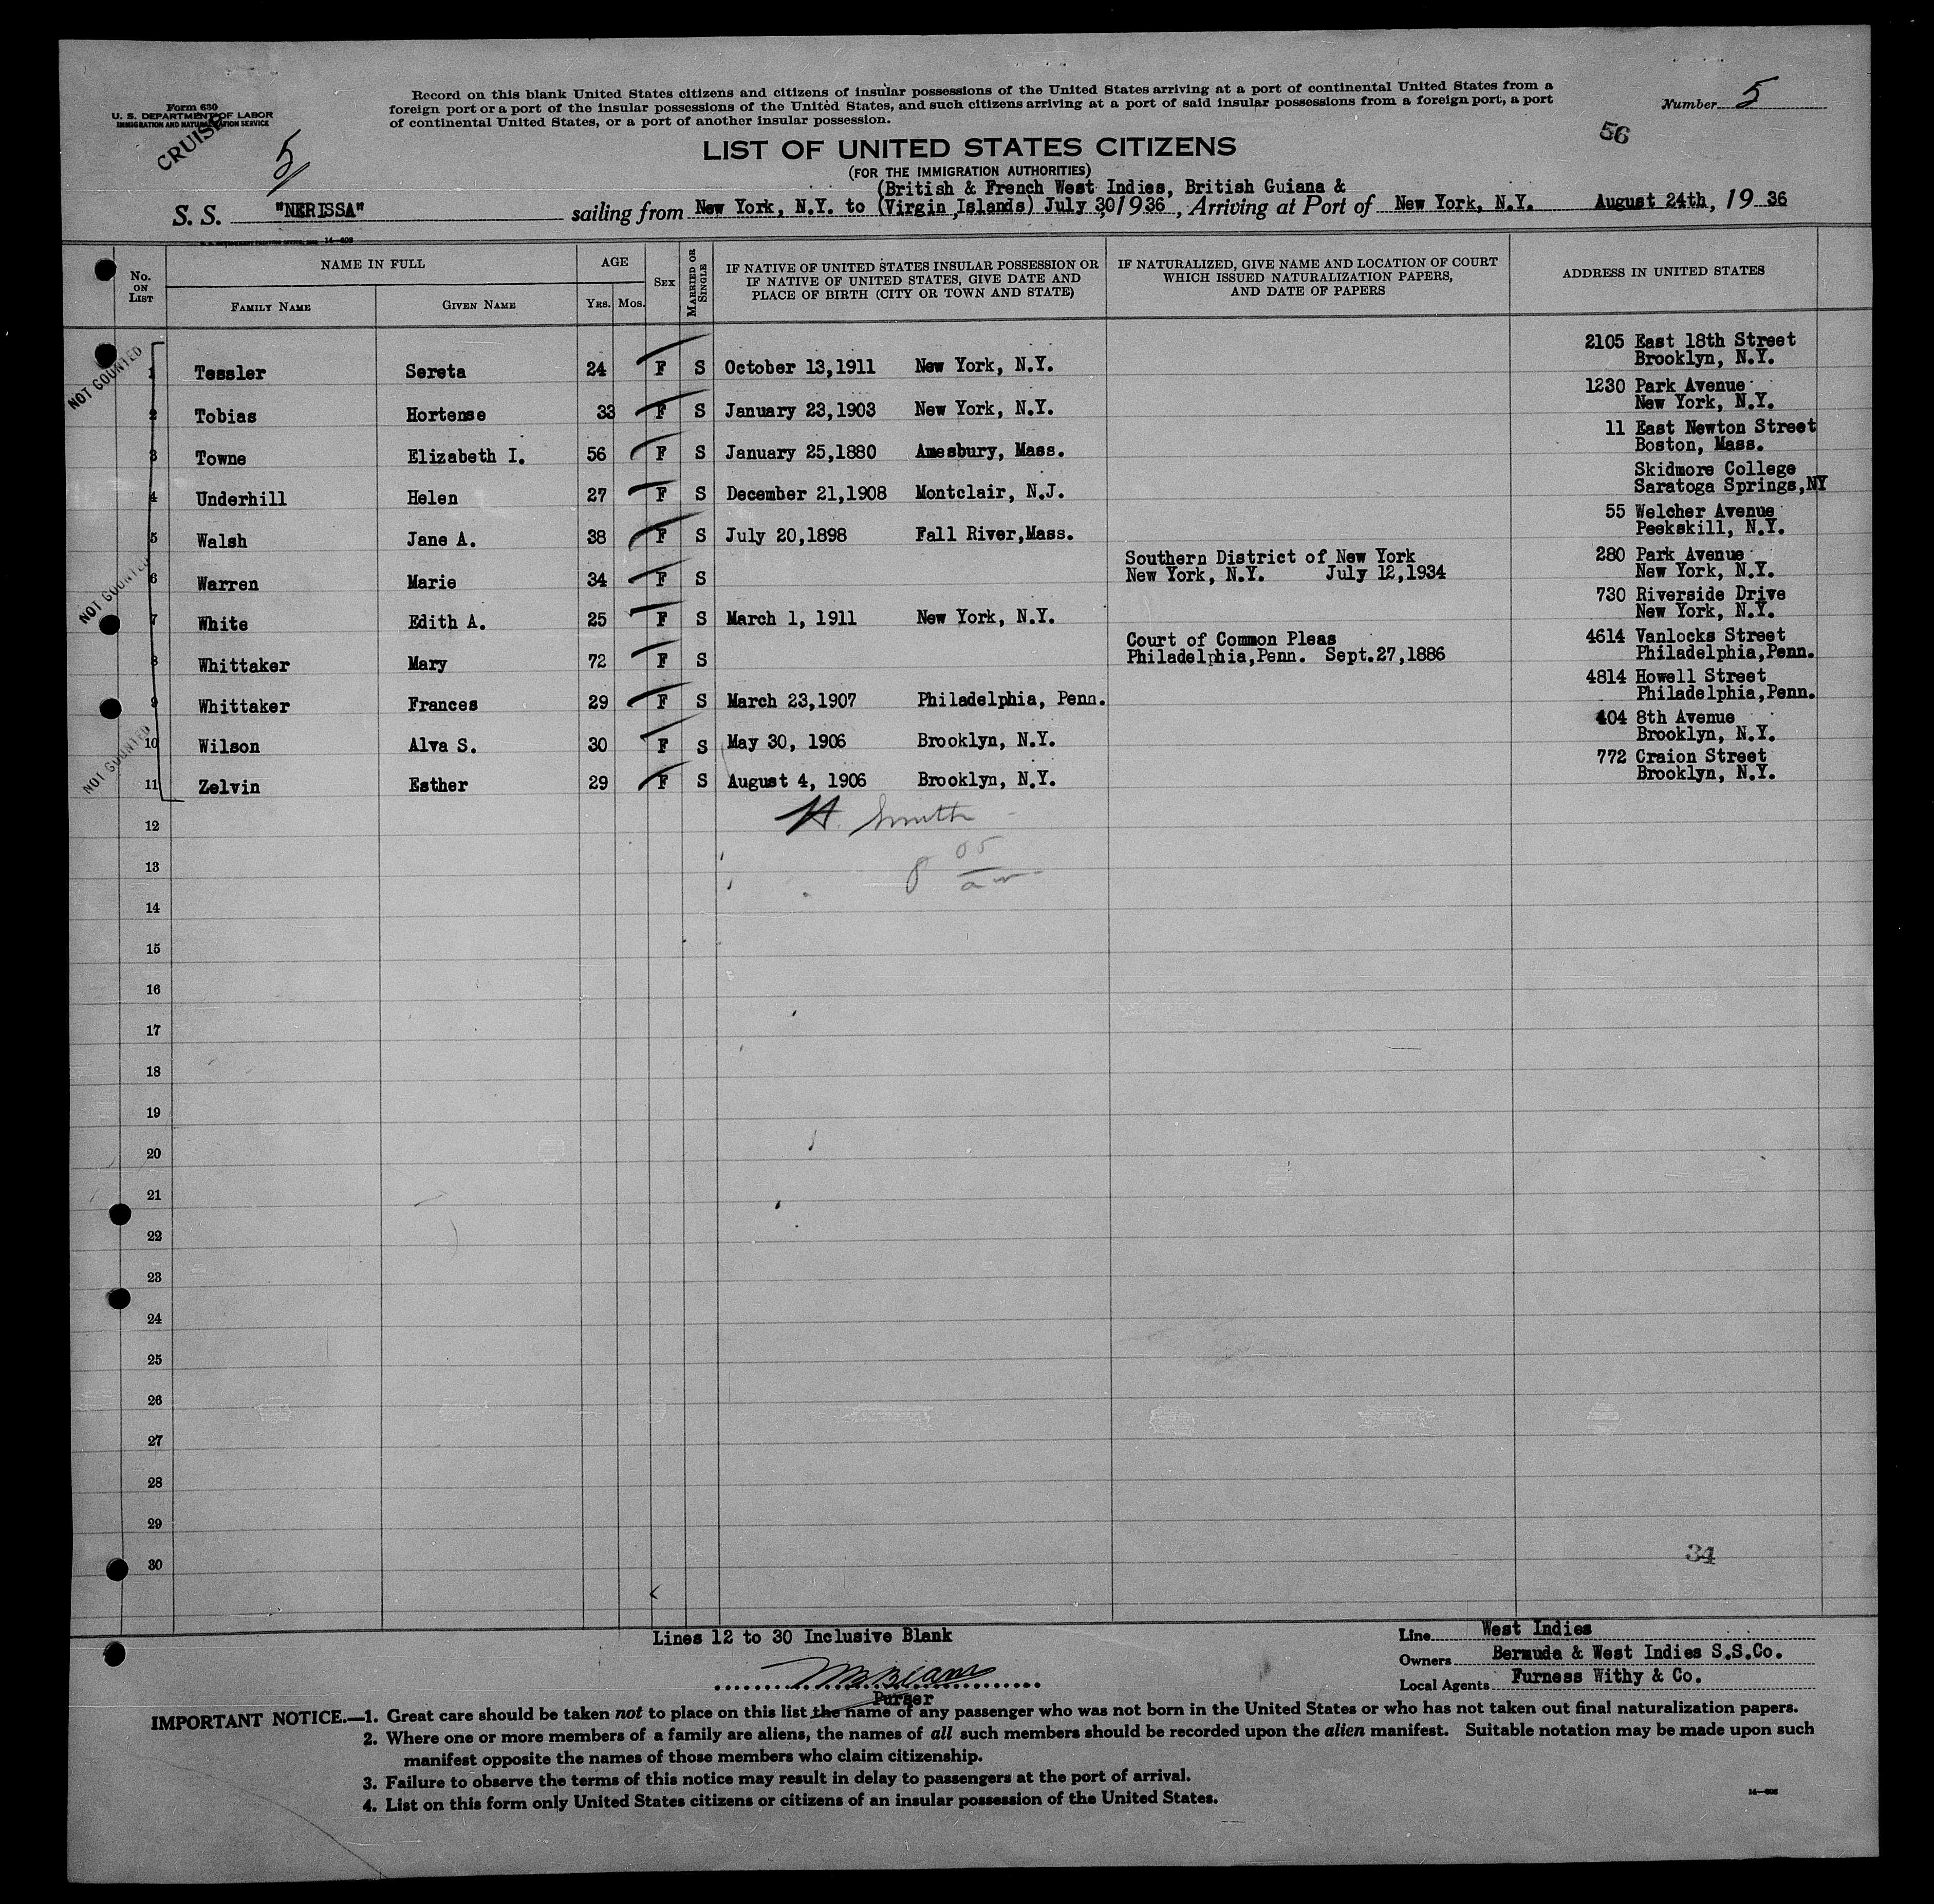 Form 630
U. S. DEPARTMENT OF LABOR
IMMIGRATION AND NATURALIZATION SERVICE
CRUISE
5
Record on this blank United States citizens and citizens of insular possessions of the United States arriving at a port of continental United States from a
foreign port or a port of the insular possessions of the United States, and such citizens arriving at a port of said insular possessions from a foreign port, a port
of continental United States, or a port of another insular possession.
Number 5
56
LIST OF UNITED STATES CITIZENS
(FOR THE IMMIGRATION AUTHORITIES)
(British & French West Indies, British Guiana &
S. S. "NERISSA" sailing from New York, N.Y. to (Virgin Islands) July 30, 1936, Arriving at Port of New York, N.Y. August 24th, 19 36
No. ON LIST
NAME IN FULL
FAMILY NAME
GIVEN NAME
AGE
YRS.
MOS.
SEX
MARRIED OR SINGLE
IF NATIVE OF UNITED STATES INSULAR POSSESSION OR
IF NATIVE OF UNITED STATES, GIVE DATE AND
PLACE OF BIRTH (CITY OR TOWN AND STATE)
IF NATURALIZED, GIVE NAME AND LOCATION OF COURT
WHICH ISSUED NATURALIZATION PAPERS,
AND DATE OF PAPERS
ADDRESS IN UNITED STATES
NOT COUNTED
2105 East 18th Street
1 Tessler Sereta 24 F S October 13,1911 New York, N.Y. Brooklyn, N.Y.
1230 Park Avenue
2 Tobias Hortense 33 F S January 23,1903 New York, N.Y. New York, N.Y.
11 East Newton Street
3 Towne Elizabeth I. 56 F S January 25,1880 Amesbury, Mass. Boston, Mass.
Skidmore College
4 Underhill Helen 27 F S December 21,1908 Montclair, N.J. Saratoga Springs,NY
55 Welcher Avenue
5 Walsh Jane A. 38 F S July 20,1898 Fall River,Mass. Peekskill, N.Y.
NOT COUNTED
Southern District of New York 280 Park Avenue
6 Warren Marie 34 F S New York, N.Y. July 12,1934 New York, N.Y.
730 Riverside Drive
7 White Edith A. 25 F S March 1, 1911 New York, N.Y. New York, N.Y.
Court of Common Pleas 4614 Vanlocks Street
8 Whittaker Mary 72 F S Philadelphia,Penn. Sept.27,1886 Philadelphia,Penn.
4814 Howell Street
9 Whittaker Frances 29 F S March 23,1907 Philadelphia, Penn. Philadelphia,Penn.
NOT COUNTED
404 8th Avenue
10 Wilson Alva S. 30 F S May 30, 1906 Brooklyn, N.Y. Brooklyn, N.Y.
772 Craion Street
11 Zelvin Esther 29 F S August 4, 1906 Brooklyn, N.Y. Brooklyn, N.Y.
12 H. Smith
13 8 05
14
15
16
17
18
19
20
21
22
23
24
25
26
27
28
29
30
34
Lines 12 to 30 Inclusive Blank
Purser
Line West Indies
Owners Bermuda & West Indies S.S.Co.
Local Agents Furness Withy & Co.
IMPORTANT NOTICE.—1. Great care should be taken not to place on this list the name of any passenger who was not born in the United States or who has not taken out final naturalization papers.
2. Where one or more members of a family are aliens, the names of all such members should be recorded upon the alien manifest. Suitable notation may be made upon such
manifest opposite the names of those members who claim citizenship.
3. Failure to observe the terms of this notice may result in delay to passengers at the port of arrival.
4. List on this form only United States citizens or citizens of an insular possession of the United States.